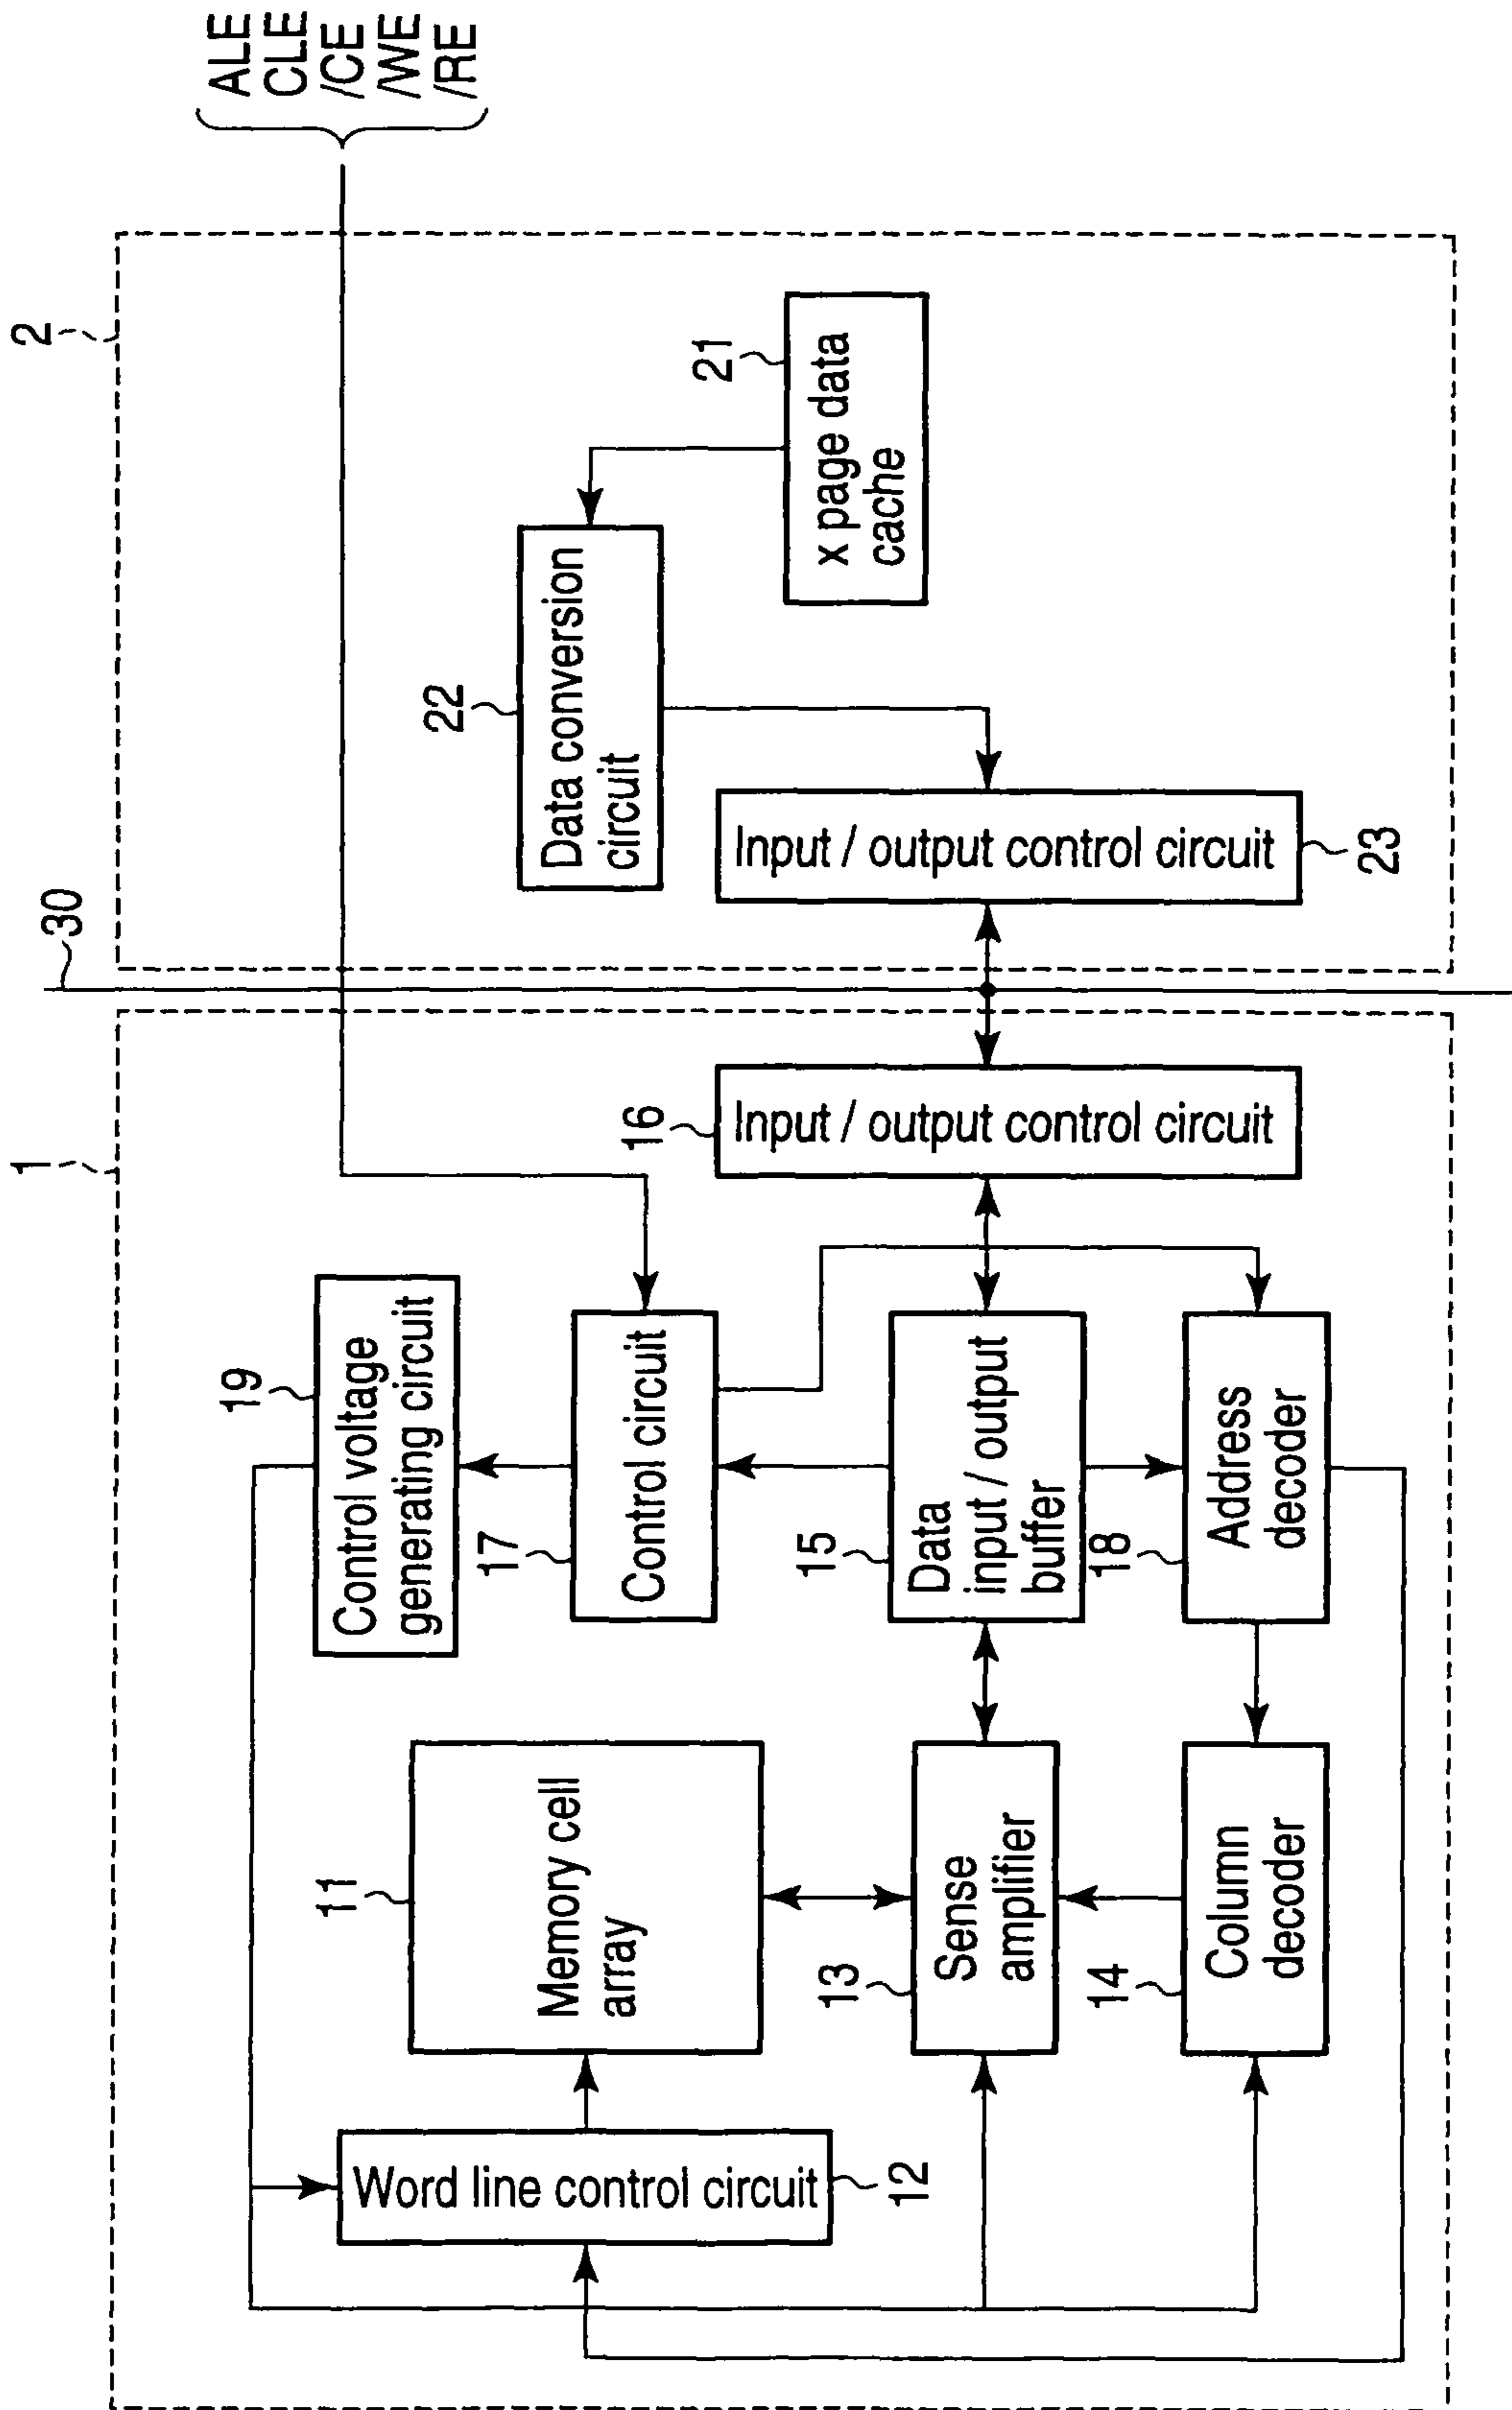 ALE
CLE
/CE
/WE
/RE
1
30
2
19
Control voltage
generating circuit
11
Memory cell
array
17
Control circuit
22
Data conversion
circuit
21
x page data
cache
Word line control circuit
12
16
Input / output control circuit
Input / output control circuit
23
13
Sense
amplifier
15
Data
input / output
buffer
14
Column
decoder
18
Address
decoder